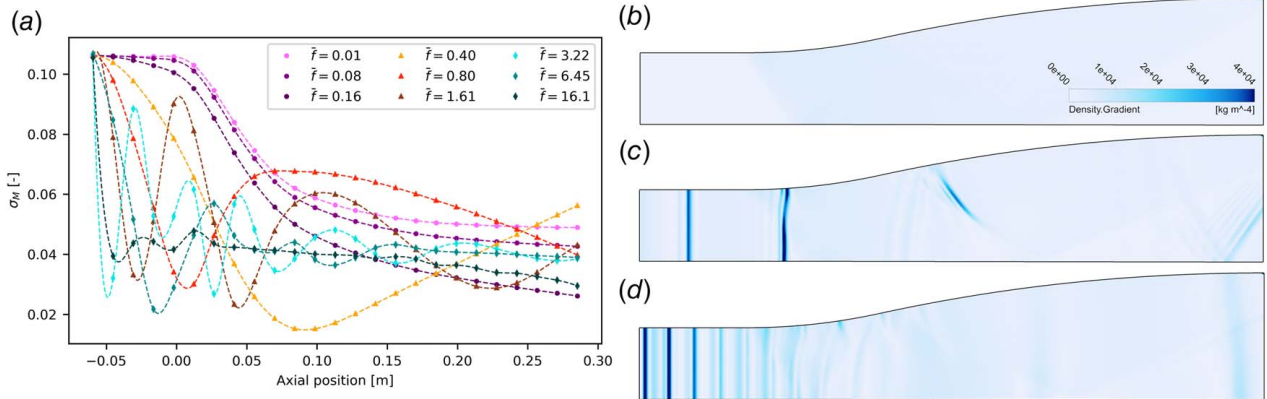 (a)
f̄ = 0.01
f̄ = 0.08
f̄ = 0.16
f̄ = 0.40
f̄ = 0.80
f̄ = 1.61
f̄ = 3.22
f̄ = 6.45
f̄ = 16.1
0.10
0.08
0.06
0.04
0.02
σ_M [-]
−0.05
0.00
0.05
0.10
0.15
0.20
0.25
0.30
Axial position [m]
(b)
0e+00
1e+04
2e+04
3e+04
4e+04
Density.Gradient
[kg m^-4]
(c)
(d)